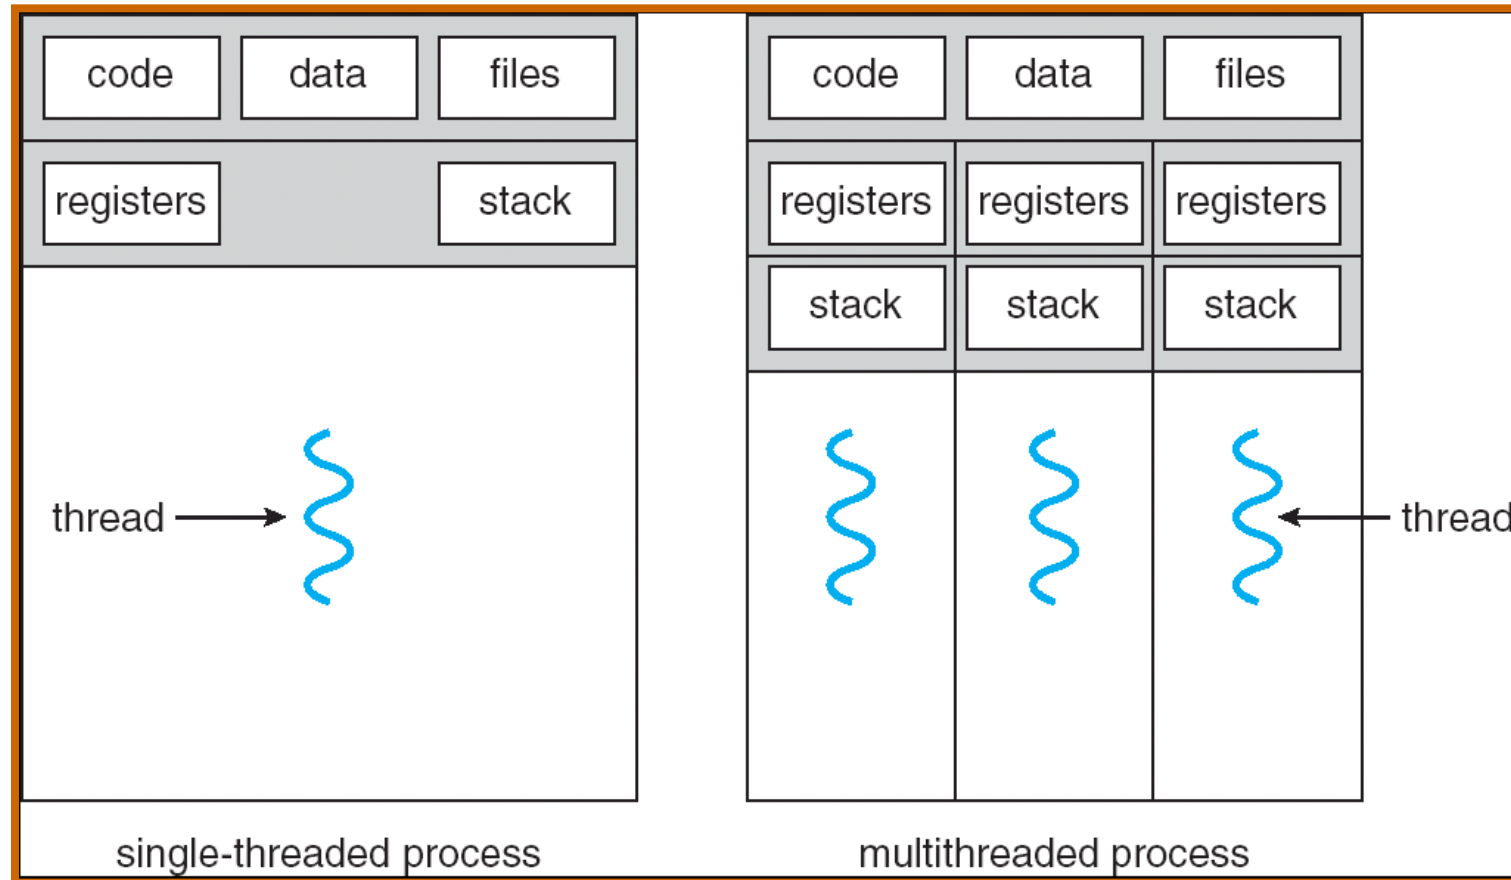 code data files
registers stack
thread
single-threaded process
code data files
registers registers registers
stack stack stack
thread
multithreaded process